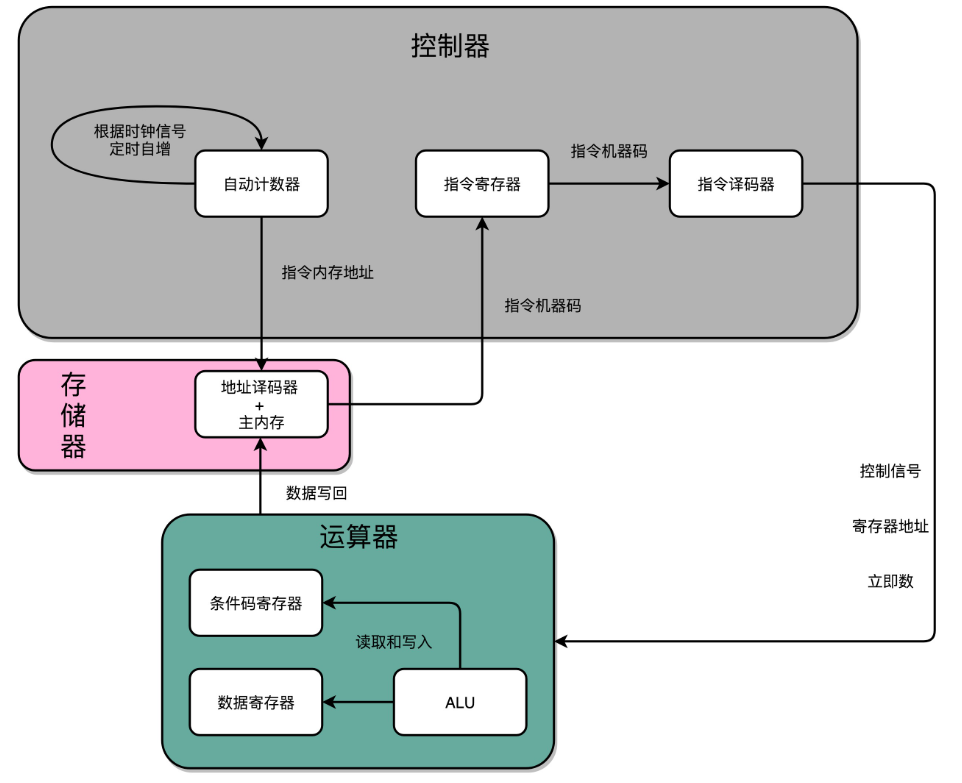 控制器
根据时钟信号
定时自增
自动计数器
指令寄存器
指令机器码
指令译码器
指令内存地址
指令机器码
存
储
器
地址译码器
+
主内存
数据写回
控制信号
寄存器地址
立即数
运算器
条件码寄存器
读取和写入
数据寄存器
ALU